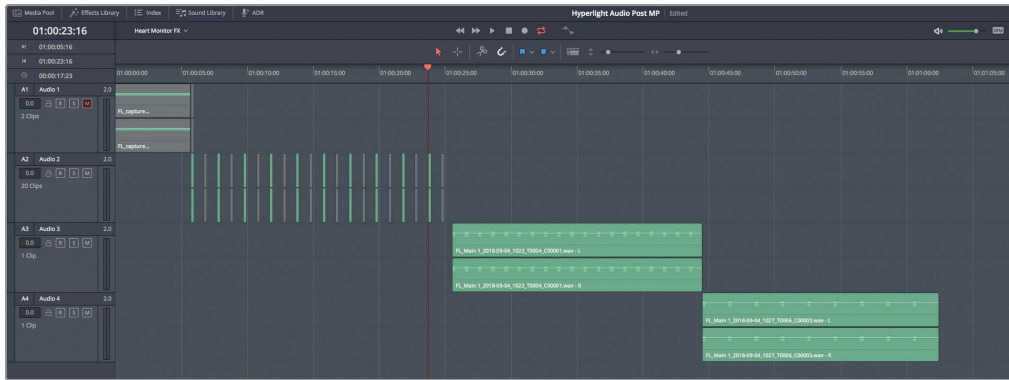 Media Pool Effects Library Index Sound Library ADR Hyperlight Audio Post MP Edited
01:00:23:16 Heart Monitor FX DIM
01:00:05:16
01:00:23:16
00:00:17:23
01:00:00:00 01:00:05:00 01:00:10:00 01:00:15:00 01:00:20:00 01:00:25:00 01:00:30:00 01:00:35:00 01:00:40:00 01:00:45:00 01:00:50:00 01:00:55:00 01:01:00:00 01:01:05:00
A1 Audio 1 2.0
0.0 R S M
2 Clips
FL_capture...
FL_capture...
A2 Audio 2 2.0
0.0 R S M
20 Clips
A3 Audio 3 2.0
0.0 R S M
1 Clip
FL_Main 1_2018-09-04_1022_T0004_C00001.wav - L
FL_Main 1_2018-09-04_1022_T0004_C00001.wav - R
A4 Audio 4 2.0
0.0 R S M
1 Clip
FL_Main 1_2018-09-04_1027_T0006_C00003.wav - L
FL_Main 1_2018-09-04_1027_T0006_C00003.wav - R